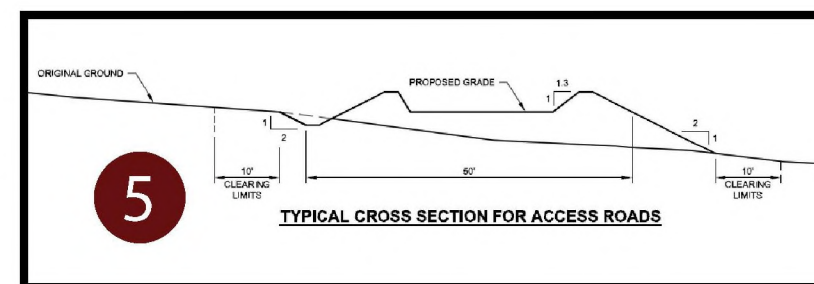 ORIGINAL GROUND
PROPOSED GRADE
1.3
1
1
2
2
1
10'
CLEARING
LIMITS
50'
10'
CLEARING
LIMITS
5
TYPICAL CROSS SECTION FOR ACCESS ROADS